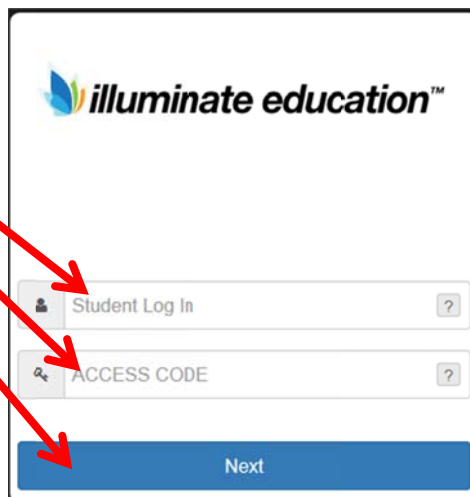 illuminate education™
Student Log In ?
ACCESS CODE ?
Next